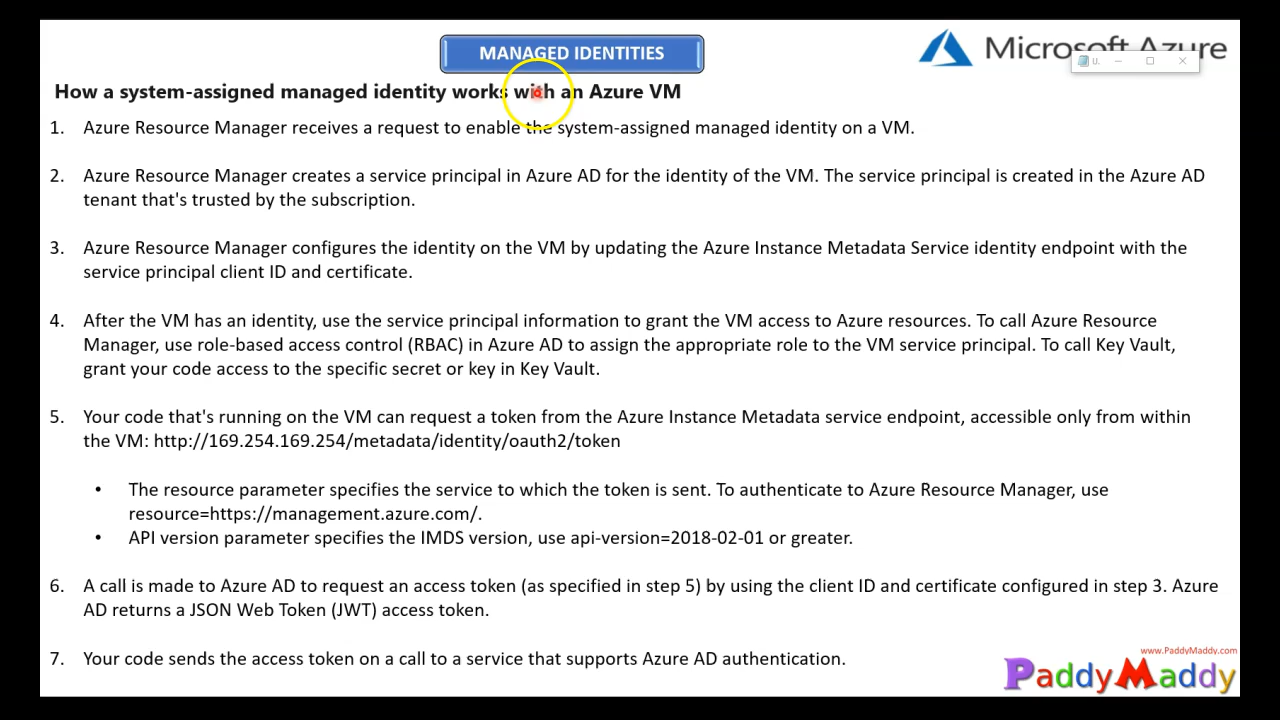 MANAGED IDENTITIES
Microsoft Azure
U.
How a system-assigned managed identity works with an Azure VM
1. Azure Resource Manager receives a request to enable the system-assigned managed identity on a VM.
2. Azure Resource Manager creates a service principal in Azure AD for the identity of the VM. The service principal is created in the Azure AD
tenant that's trusted by the subscription.
3. Azure Resource Manager configures the identity on the VM by updating the Azure Instance Metadata Service identity endpoint with the
service principal client ID and certificate.
4. After the VM has an identity, use the service principal information to grant the VM access to Azure resources. To call Azure Resource
Manager, use role-based access control (RBAC) in Azure AD to assign the appropriate role to the VM service principal. To call Key Vault,
grant your code access to the specific secret or key in Key Vault.
5. Your code that's running on the VM can request a token from the Azure Instance Metadata service endpoint, accessible only from within
the VM: http://169.254.169.254/metadata/identity/oauth2/token
• The resource parameter specifies the service to which the token is sent. To authenticate to Azure Resource Manager, use
resource=https://management.azure.com/.
• API version parameter specifies the IMDS version, use api-version=2018-02-01 or greater.
6. A call is made to Azure AD to request an access token (as specified in step 5) by using the client ID and certificate configured in step 3. Azure
AD returns a JSON Web Token (JWT) access token.
7. Your code sends the access token on a call to a service that supports Azure AD authentication.
www.PaddyMaddy.com
PaddyMaddy